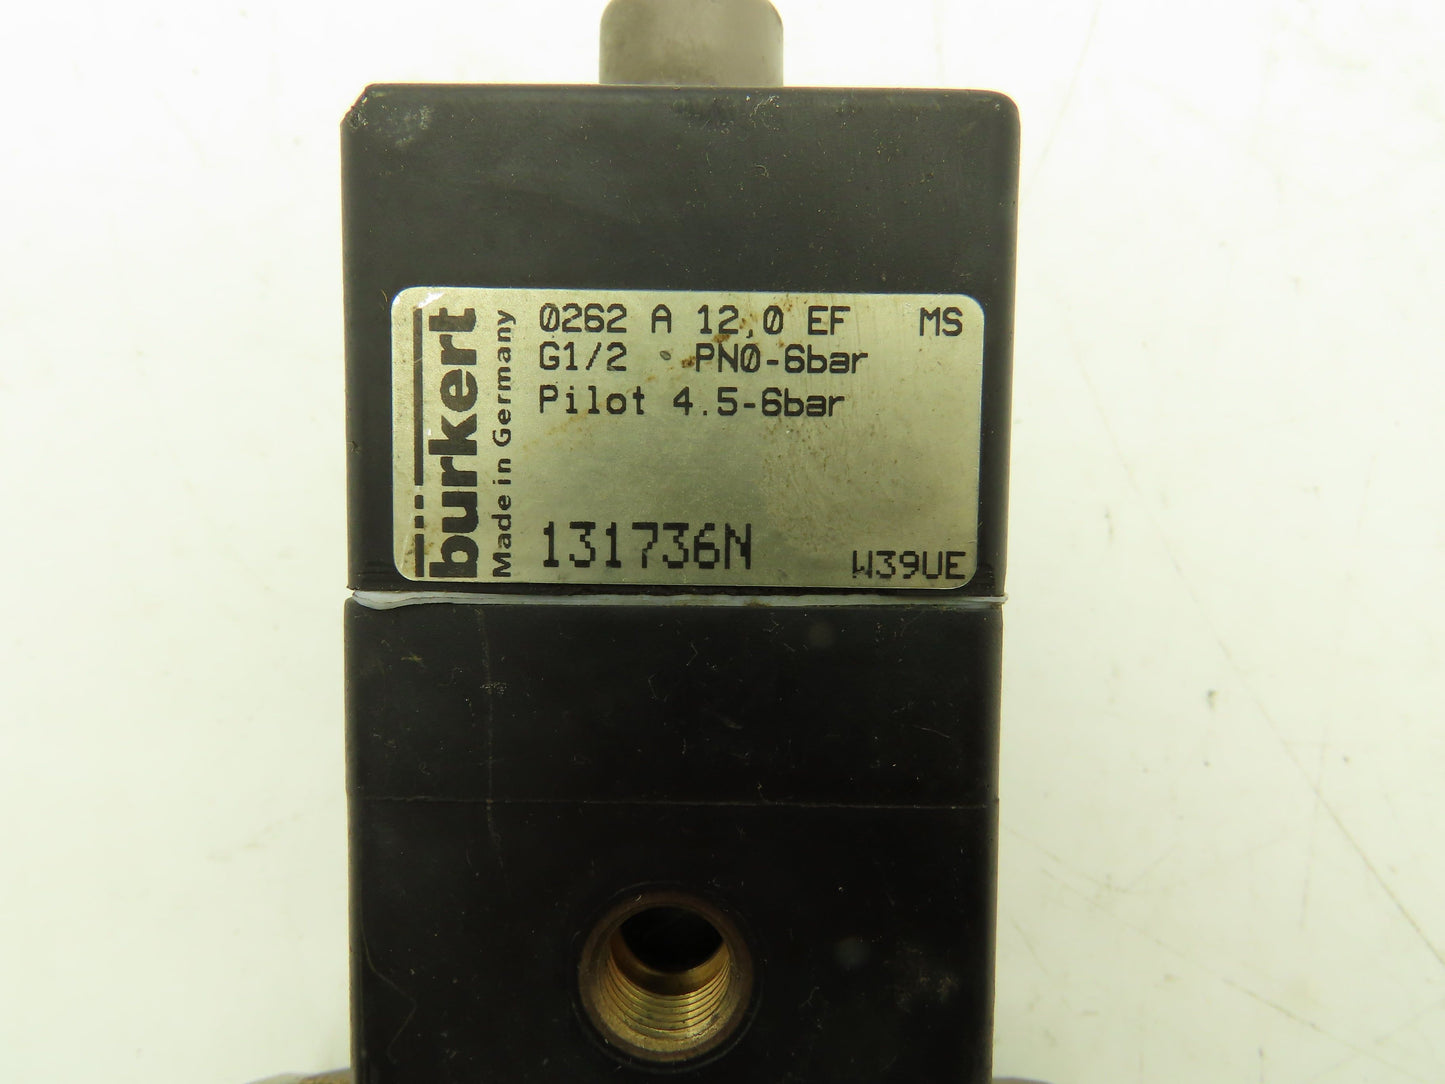 bürkert
Made in Germany
0262 A 12,0 EF MS
G1/2 PN0-6bar
Pilot 4.5-6bar
131736N W39UE